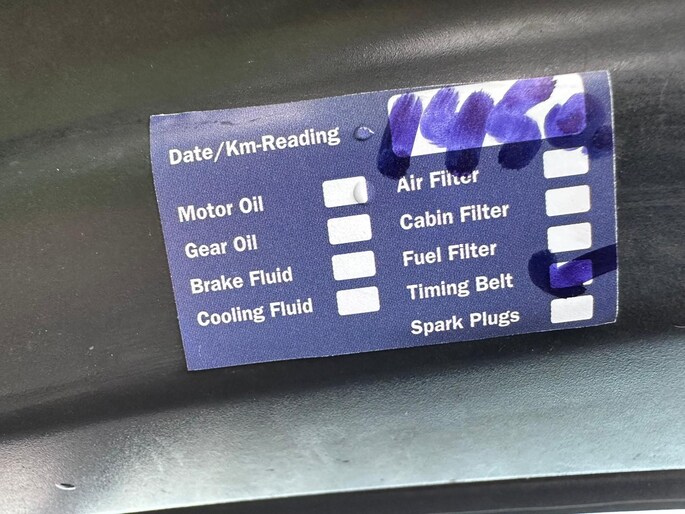 Date/Km-Reading
Motor Oil
Gear Oil
Brake Fluid
Cooling Fluid
Air Filter
Cabin Filter
Fuel Filter
Timing Belt
Spark Plugs